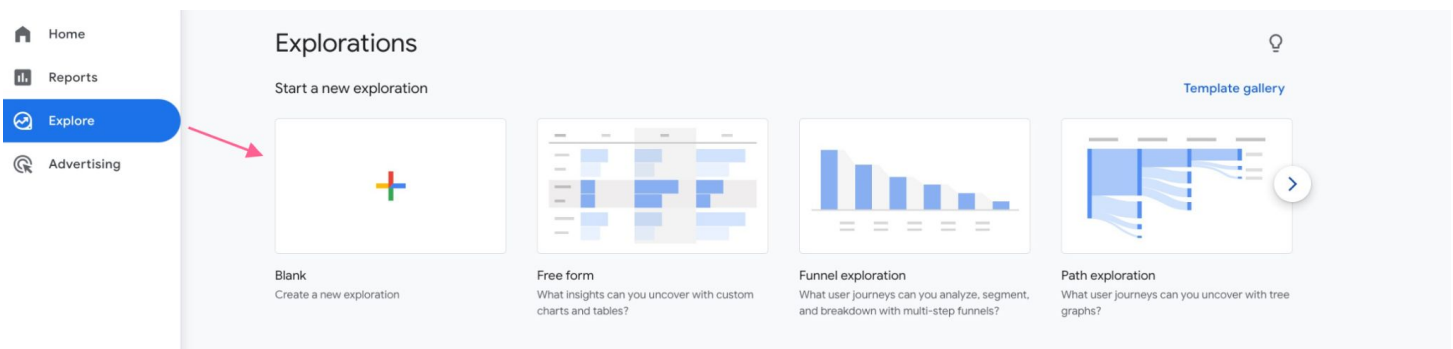 Home
Reports
Explore
Advertising
Explorations
Start a new exploration
Template gallery
Blank
Create a new exploration
Free form
What insights can you uncover with custom
charts and tables?
Funnel exploration
What user journeys can you analyze, segment,
and breakdown with multi-step funnels?
Path exploration
What user journeys can you uncover with tree
graphs?